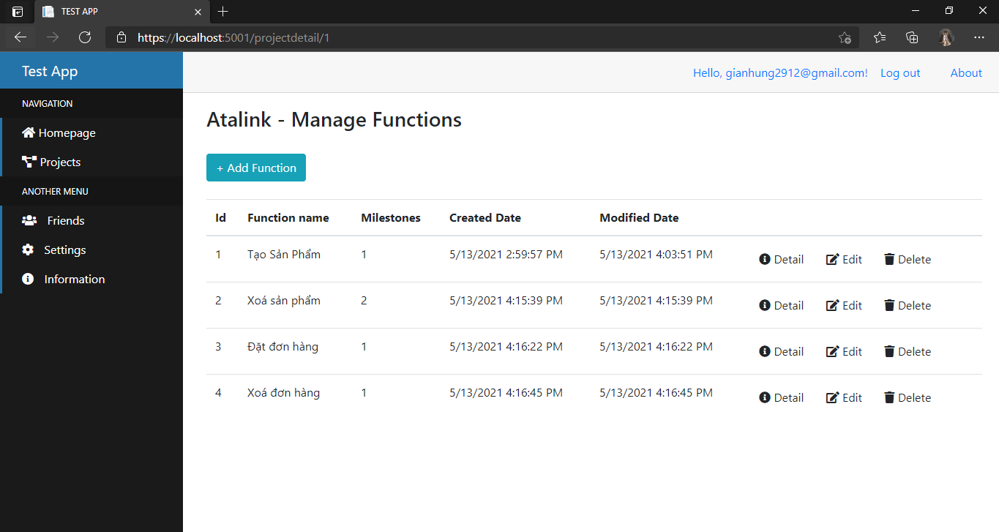 TEST APP
https://localhost:5001/projectdetail/1
Test App
Hello, gianhung2912@gmail.com! Log out About
NAVIGATION
Homepage
Projects
ANOTHER MENU
Friends
Settings
Information
Atalink - Manage Functions
+ Add Function
Id Function name Milestones Created Date Modified Date
1 Tạo Sản Phẩm 1 5/13/2021 2:59:57 PM 5/13/2021 4:03:51 PM Detail Edit Delete
2 Xoá sản phẩm 2 5/13/2021 4:15:39 PM 5/13/2021 4:15:39 PM Detail Edit Delete
3 Đặt đơn hàng 1 5/13/2021 4:16:22 PM 5/13/2021 4:16:22 PM Detail Edit Delete
4 Xoá đơn hàng 1 5/13/2021 4:16:45 PM 5/13/2021 4:16:45 PM Detail Edit Delete